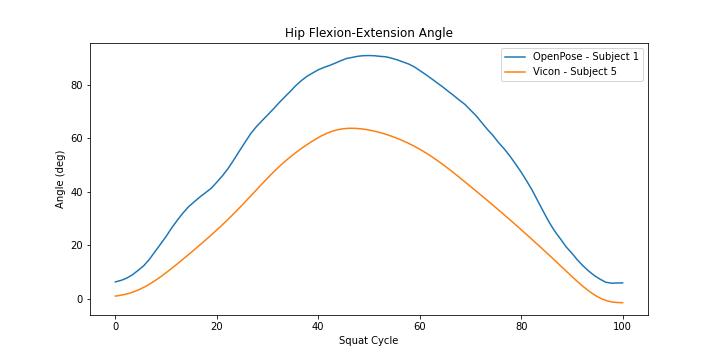 Hip Flexion-Extension Angle
OpenPose - Subject 1
Vicon - Subject 5
Angle (deg)
80
60
40
20
0
0 20 40 60 80 100
Squat Cycle